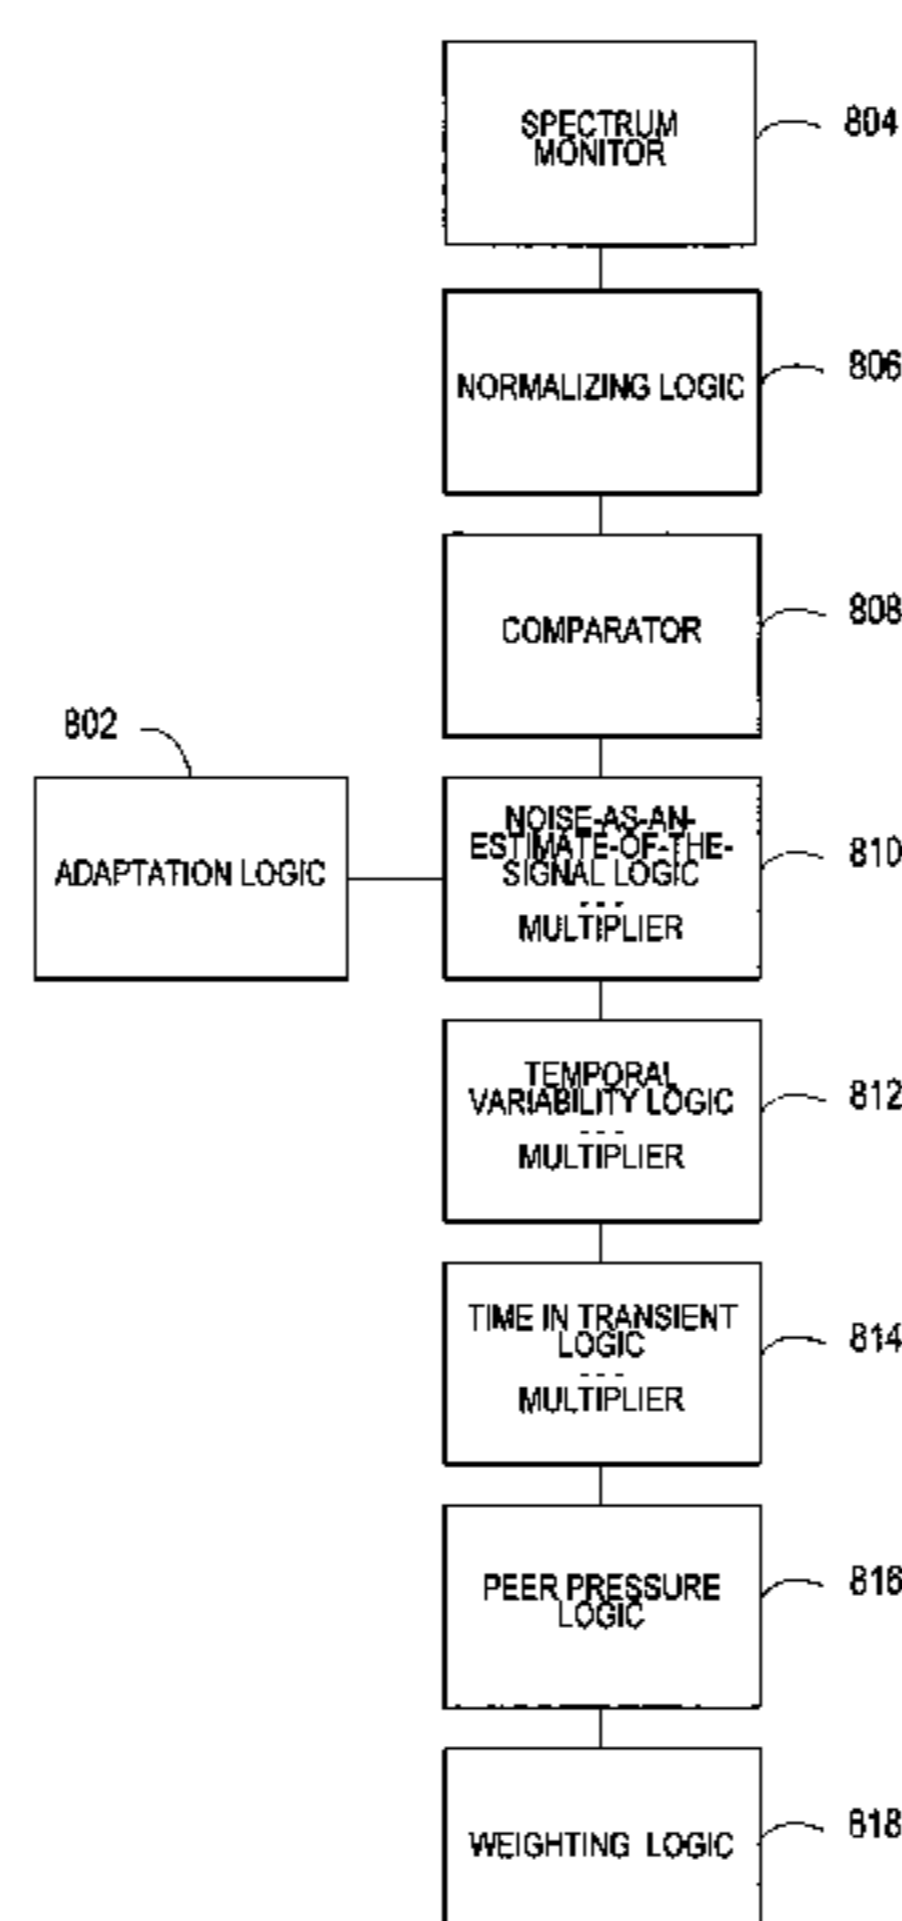 SPECTRUM
MONITOR
804
NORMALIZING LOGIC
806
COMPARATOR
808
802
ADAPTATION LOGIC
NOISE-AS-AN-
ESTIMATE-OF-THE-
SIGNAL LOGIC
- - -
MULTIPLIER
810
TEMPORAL
VARIABILITY LOGIC
- - -
MULTIPLIER
812
TIME IN TRANSIENT
LOGIC
- - -
MULTIPLIER
814
PEER PRESSURE
LOGIC
816
WEIGHTING LOGIC
818